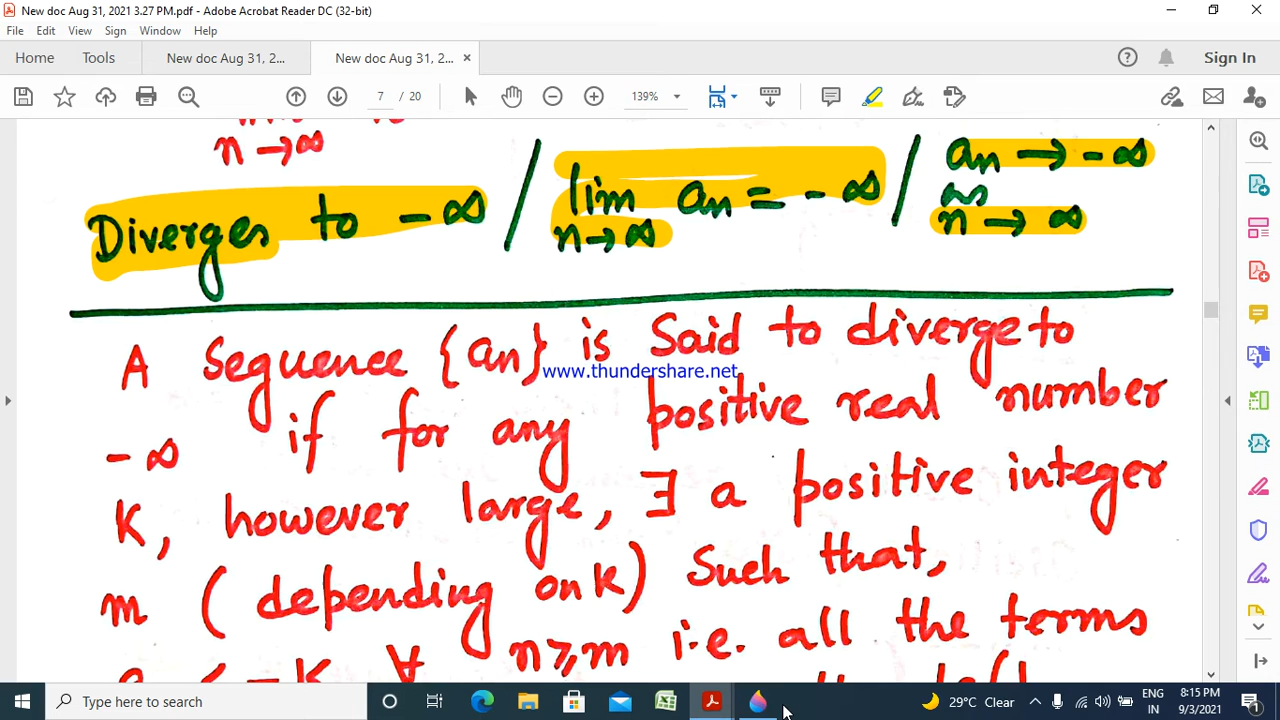 New doc Aug 31, 2021 3.27 PM.pdf - Adobe Acrobat Reader DC (32-bit)
File Edit View Sign Window Help
Home Tools New doc Aug 31, 2... New doc Aug 31, 2... × Sign In
7 / 20 139%
n→∞
Diverges to -∞ / lim n→∞ an = -∞ / an → -∞ as n → ∞
A Sequence {an} is Said to diverge to
www.thundershare.net
-∞ if for any positive real number
K, however large, ∃ a positive integer
m (depending on K) Such that,
n⩾m i.e. all the terms
Type here to search
29°C Clear
ENG
IN
8:15 PM
9/3/2021
1